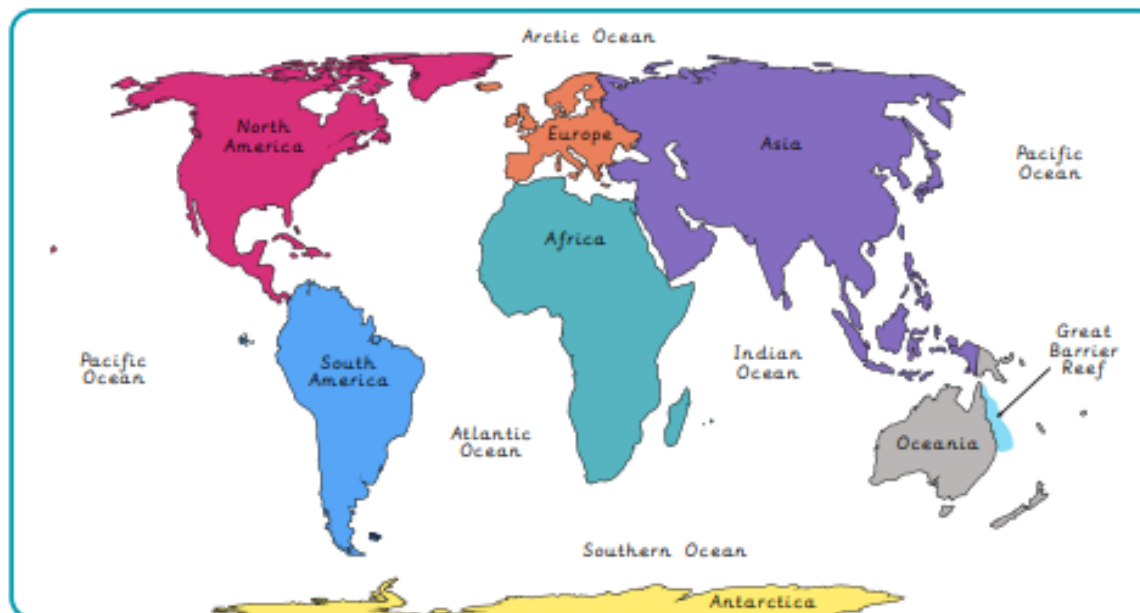 Arctic Ocean
North
America
Europe
Asia
Pacific
Ocean
Africa
Pacific
Ocean
South
America
Indian
Ocean
Great
Barrier
Reef
Atlantic
Ocean
Oceania
Southern Ocean
Antarctica